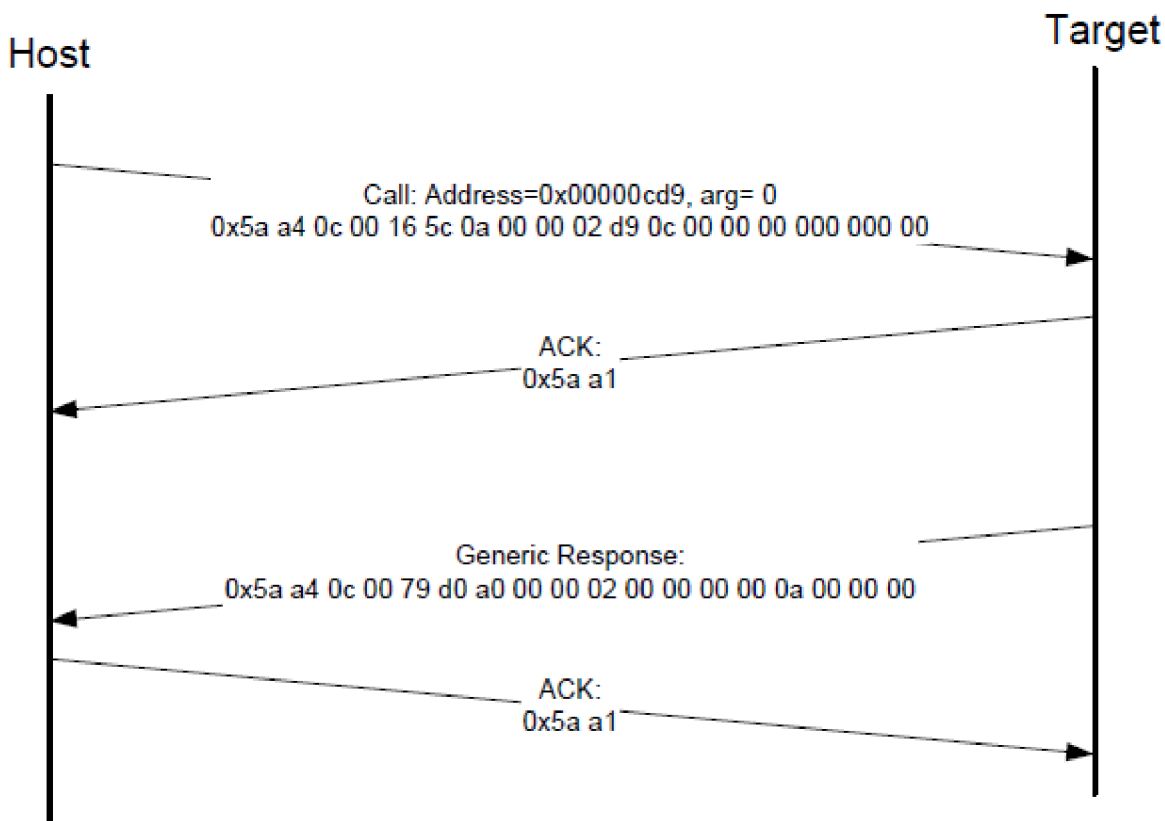 Host
Target
Call: Address=0x00000cd9, arg= 0
0x5a a4 0c 00 16 5c 0a 00 00 02 d9 0c 00 00 00 000 000 00
ACK:
0x5a a1
Generic Response:
0x5a a4 0c 00 79 d0 a0 00 00 02 00 00 00 00 0a 00 00 00
ACK:
0x5a a1